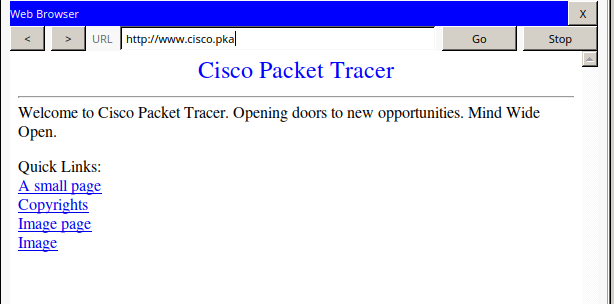 Web Browser X
< > URL http://www.cisco.pka Go Stop
Cisco Packet Tracer
Welcome to Cisco Packet Tracer. Opening doors to new opportunities. Mind Wide
Open.
Quick Links:
A small page
Copyrights
Image page
Image